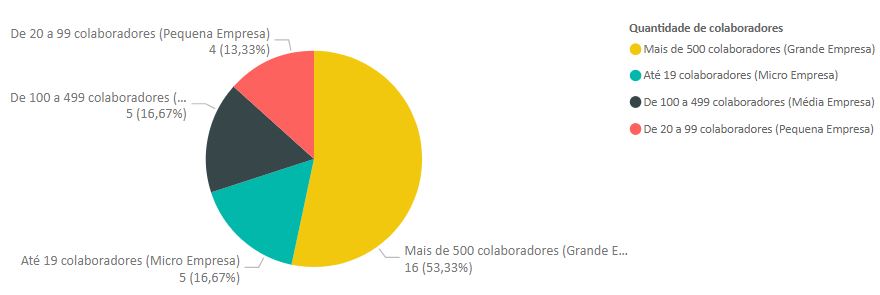 De 20 a 99 colaboradores (Pequena Empresa)
4 (13,33%)
De 100 a 499 colaboradores (...
5 (16,67%)
Até 19 colaboradores (Micro Empresa)
5 (16,67%)
Mais de 500 colaboradores (Grande E...
16 (53,33%)
Quantidade de colaboradores
Mais de 500 colaboradores (Grande Empresa)
Até 19 colaboradores (Micro Empresa)
De 100 a 499 colaboradores (Média Empresa)
De 20 a 99 colaboradores (Pequena Empresa)